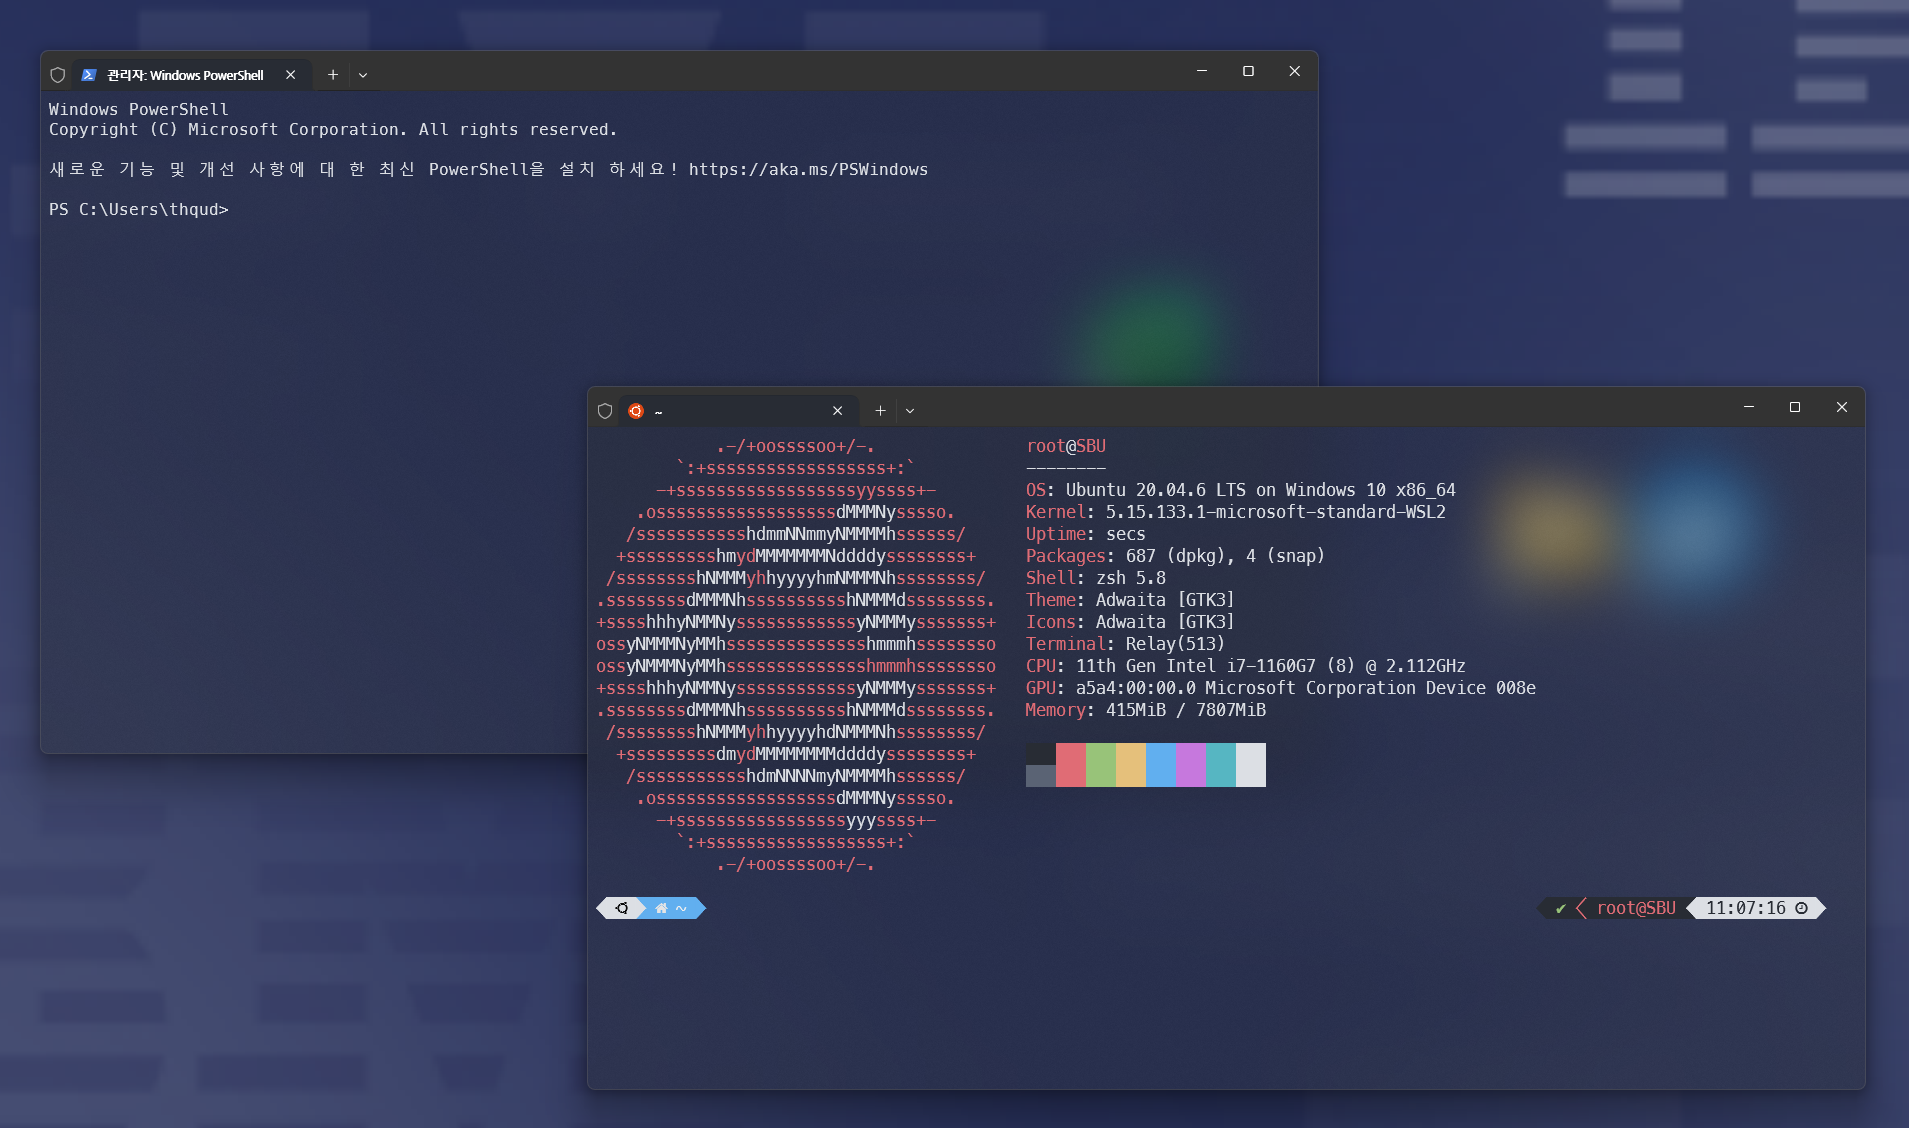 관리자: Windows PowerShell
Windows PowerShell
Copyright (C) Microsoft Corporation. All rights reserved.
새로운 기능 및 개선 사항에 대 한 최신 PowerShell을 설치 하세요! https://aka.ms/PSWindows
PS C:\Users\thqud>
~
.-/+oossssoo+/-.
`:+ssssssssssssssssss+:`
-+ssssssssssssssssssyyssss+-
.ossssssssssssssssssdMMMNysssso.
/ssssssssssshdmmNNmmyNMMMMhssssss/
+ssssssssshmydMMMMMMMNddddyssssssss+
/sssssssshNMMMyhhyyyyhmNMMMNhssssssss/
.ssssssssdMMMNhsssssssssshNMMMdssssssss.
+sssshhhyNMMNyssssssssssssyNMMMysssssss+
ossyNMMMNyMMhsssssssssssssshmmmhssssssso
ossyNMMMNyMMhsssssssssssssshmmmhssssssso
+sssshhhyNMMNyssssssssssssyNMMMysssssss+
.ssssssssdMMMNhsssssssssshNMMMdssssssss.
/sssssssshNMMMyhhyyyyhdNMMMNhssssssss/
+sssssssssdmydMMMMMMMMddddyssssssss+
/ssssssssssshdmNNNNmyNMMMMhssssss/
.ossssssssssssssssssdMMMNysssso.
-+sssssssssssssssssyyyssss+-
`:+ssssssssssssssssss+:`
.-/+oossssoo+/-.
root@SBU
--------
OS: Ubuntu 20.04.6 LTS on Windows 10 x86_64
Kernel: 5.15.133.1-microsoft-standard-WSL2
Uptime: secs
Packages: 687 (dpkg), 4 (snap)
Shell: zsh 5.8
Theme: Adwaita [GTK3]
Icons: Adwaita [GTK3]
Terminal: Relay(513)
CPU: 11th Gen Intel i7-1160G7 (8) @ 2.112GHz
GPU: a5a4:00:00.0 Microsoft Corporation Device 008e
Memory: 415MiB / 7807MiB
~ ✔ root@SBU 11:07:16